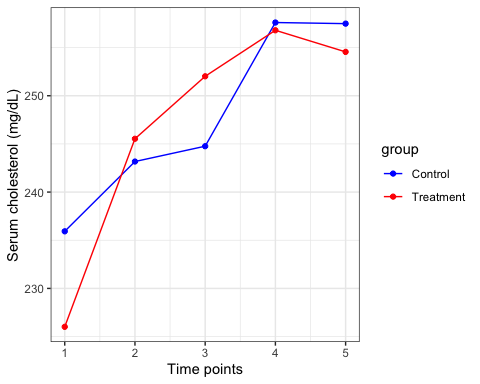 Serum cholesterol (mg/dL)
250
240
230
1 2 3 4 5
Time points
group
Control
Treatment